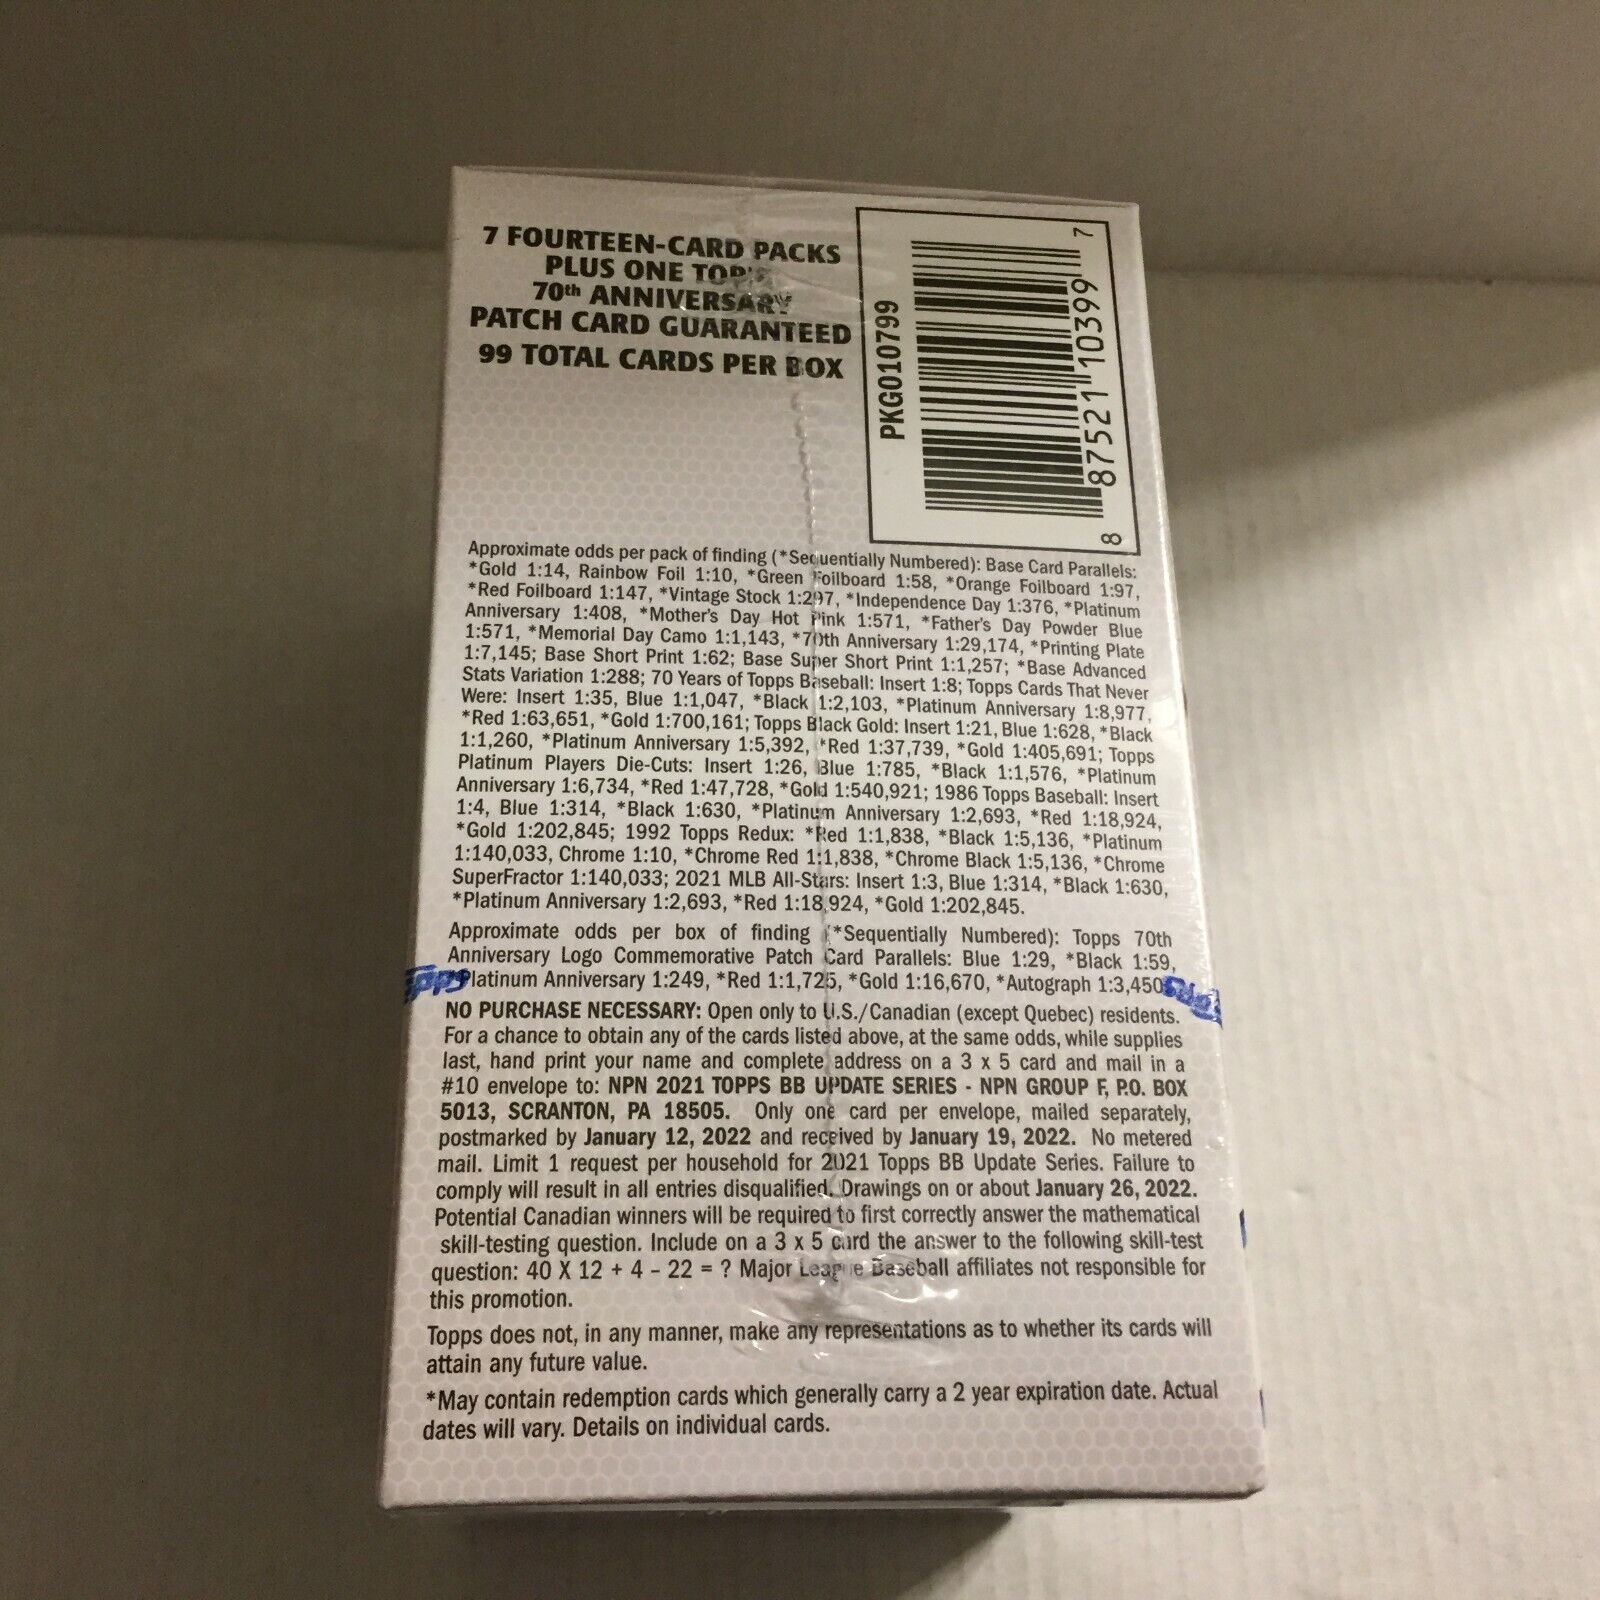 7 FOURTEEN-CARD PACKS
PLUS ONE TOPPS
70th ANNIVERSARY
PATCH CARD GUARANTEED
99 TOTAL CARDS PER BOX
PKG010799
8 87521 10399 7
Approximate odds per pack of finding (*Sequentially Numbered): Base Card Parallels:
*Gold 1:14, Rainbow Foil 1:10, *Green Foilboard 1:58, *Orange Foilboard 1:97,
*Red Foilboard 1:147, *Vintage Stock 1:297, *Independence Day 1:376, *Platinum
Anniversary 1:408, *Mother's Day Hot Pink 1:571, *Father's Day Powder Blue
1:571, *Memorial Day Camo 1:1,143, *70th Anniversary 1:29,174, *Printing Plate
1:7,145; Base Short Print 1:62; Base Super Short Print 1:1,257; *Base Advanced
Stats Variation 1:288; 70 Years of Topps Baseball: Insert 1:8; Topps Cards That Never
Were: Insert 1:35, Blue 1:1,047, *Black 1:2,103, *Platinum Anniversary 1:8,977,
*Red 1:63,651, *Gold 1:700,161; Topps Black Gold: Insert 1:21, Blue 1:628, *Black
1:1,260, *Platinum Anniversary 1:5,392, *Red 1:37,739, *Gold 1:405,691; Topps
Platinum Players Die-Cuts: Insert 1:26, Blue 1:785, *Black 1:1,576, *Platinum
Anniversary 1:6,734, *Red 1:47,728, *Gold 1:540,921; 1986 Topps Baseball: Insert
1:4, Blue 1:314, *Black 1:630, *Platinum Anniversary 1:2,693, *Red 1:18,924,
*Gold 1:202,845; 1992 Topps Redux: *Red 1:1,838, *Black 1:5,136, *Platinum
1:140,033, Chrome 1:10, *Chrome Red 1:1,838, *Chrome Black 1:5,136, *Chrome
SuperFractor 1:140,033; 2021 MLB All-Stars: Insert 1:3, Blue 1:314, *Black 1:630,
*Platinum Anniversary 1:2,693, *Red 1:18,924, *Gold 1:202,845.
Approximate odds per box of finding (*Sequentially Numbered): Topps 70th
Anniversary Logo Commemorative Patch Card Parallels: Blue 1:29, *Black 1:59,
*Platinum Anniversary 1:249, *Red 1:1,725, *Gold 1:16,670, *Autograph 1:3,450
NO PURCHASE NECESSARY: Open only to U.S./Canadian (except Quebec) residents.
For a chance to obtain any of the cards listed above, at the same odds, while supplies
last, hand print your name and complete address on a 3 x 5 card and mail in a
#10 envelope to: NPN 2021 TOPPS BB UPDATE SERIES - NPN GROUP F, P.O. BOX
5013, SCRANTON, PA 18505. Only one card per envelope, mailed separately,
postmarked by January 12, 2022 and received by January 19, 2022. No metered
mail. Limit 1 request per household for 2021 Topps BB Update Series. Failure to
comply will result in all entries disqualified. Drawings on or about January 26, 2022.
Potential Canadian winners will be required to first correctly answer the mathematical
skill-testing question. Include on a 3 x 5 card the answer to the following skill-test
question: 40 X 12 + 4 – 22 = ? Major League Baseball affiliates not responsible for
this promotion.
Topps does not, in any manner, make any representations as to whether its cards will
attain any future value.
*May contain redemption cards which generally carry a 2 year expiration date. Actual
dates will vary. Details on individual cards.